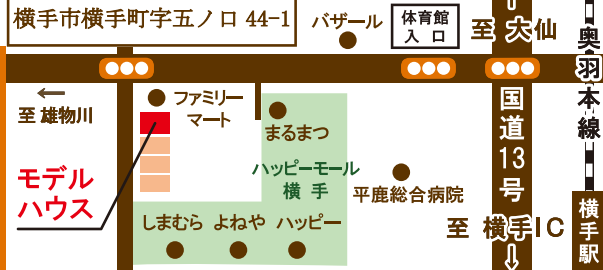 横手市横手町字五ノ口 44-1
バザール
体育館
入口
至 大仙
奥羽本線
至 雄物川
ファミリー
マート
まるまつ
国道13号
モデル
ハウス
ハッピーモール
横手
平鹿総合病院
しまむら よねや ハッピー
至 横手IC
横手駅